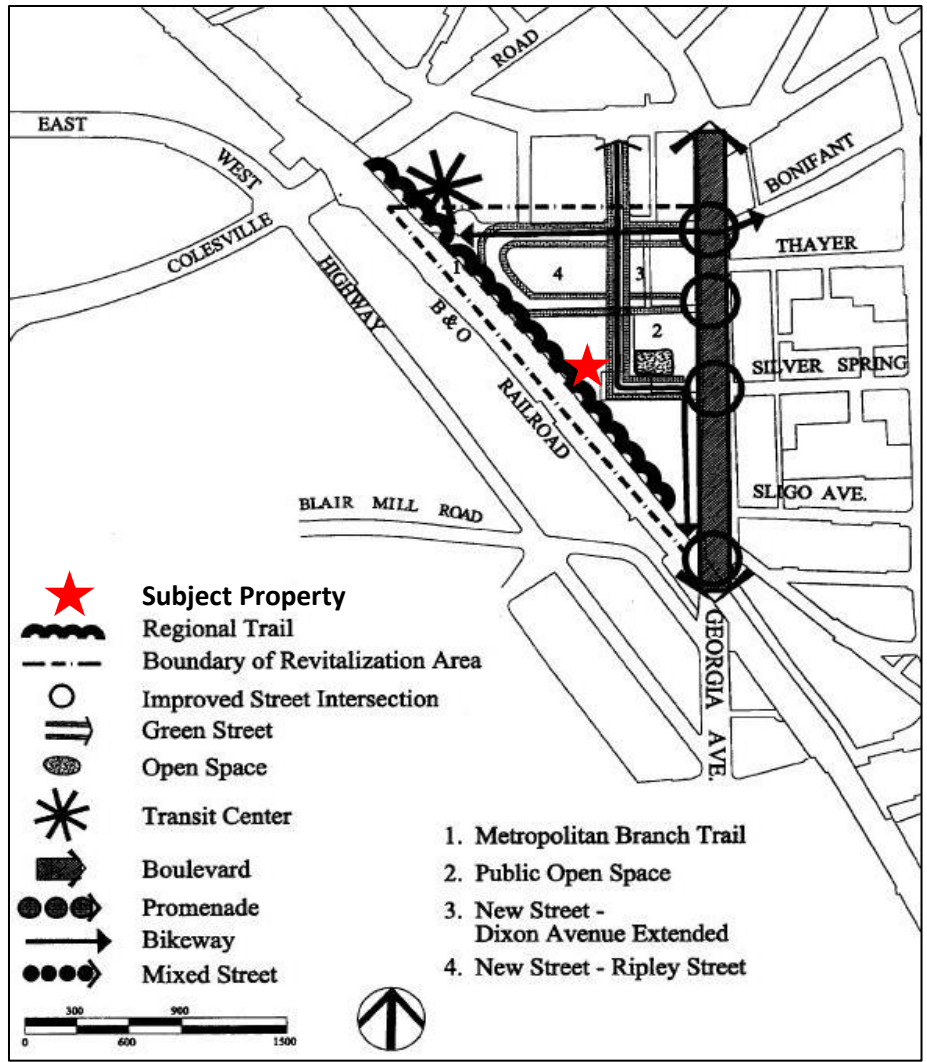 ROAD
EAST
WEST
BONIFANT
COLESVILLE
THAYER
HIGHWAY
1
4
3
B & O
2
SILVER SPRING
RAILROAD
BLAIR MILL ROAD
SLIGO AVE.
GEORGIA AVE.
Subject Property
Regional Trail
Boundary of Revitalization Area
Improved Street Intersection
Green Street
Open Space
Transit Center
Boulevard
Promenade
Bikeway
Mixed Street
1. Metropolitan Branch Trail
2. Public Open Space
3. New Street -
Dixon Avenue Extended
4. New Street - Ripley Street
300 900
0 600 1500